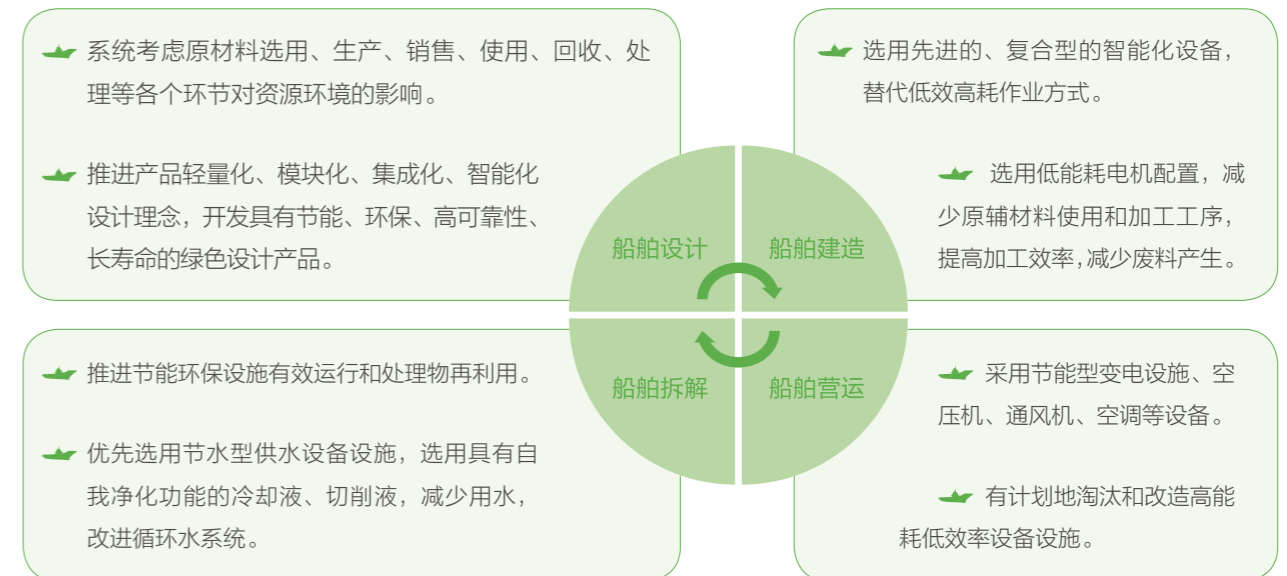 系统考虑原材料选用、生产、销售、使用、回收、处
理等各个环节对资源环境的影响。
推进产品轻量化、模块化、集成化、智能化
设计理念，开发具有节能、环保、高可靠性、
长寿命的绿色设计产品。
选用先进的、复合型的智能化设备，
替代低效高耗作业方式。
选用低能耗电机配置，减
少原辅材料使用和加工工序，
提高加工效率，减少废料产生。
船舶设计
船舶建造
船舶拆解
船舶营运
推进节能环保设施有效运行和处理物再利用。
优先选用节水型供水设备设施，选用具有自
我净化功能的冷却液、切削液，减少用水，
改进循环水系统。
采用节能型变电设施、空
压机、通风机、空调等设备。
有计划地淘汰和改造高能
耗低效率设备设施。